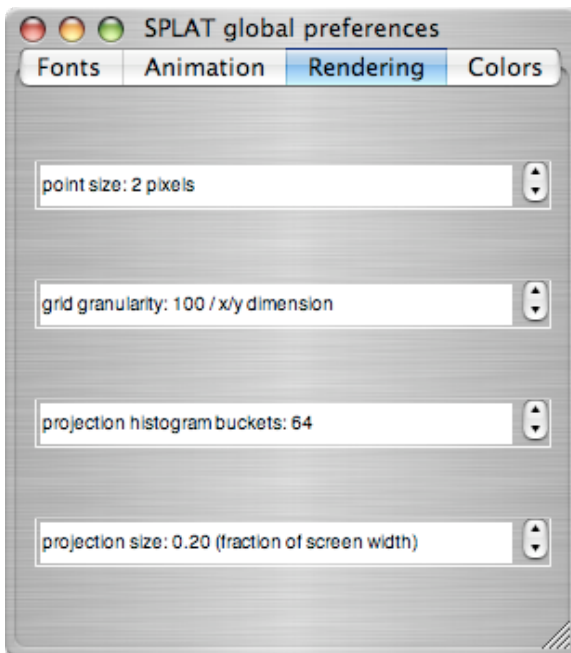 SPLAT global preferences
Fonts Animation Rendering Colors
point size: 2 pixels
grid granularity: 100 / x/y dimension
projection histogram buckets: 64
projection size: 0.20 (fraction of screen width)